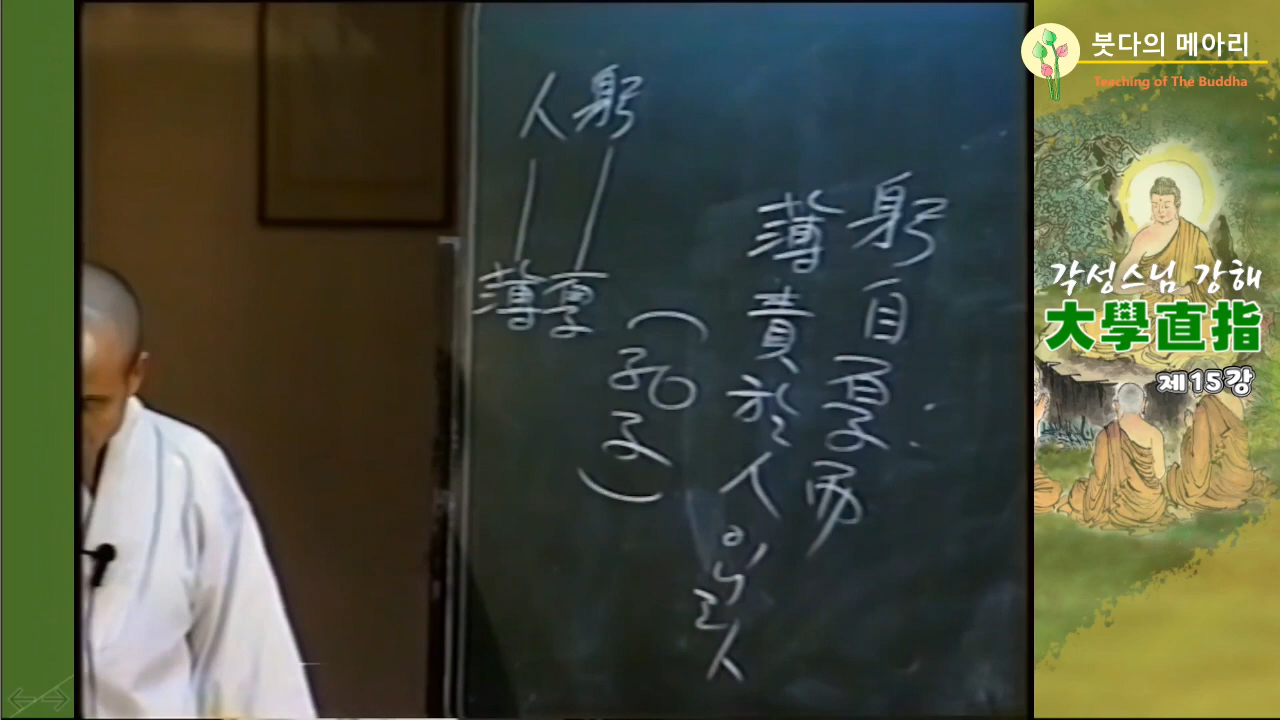 躬自厚而
薄責於人
(孔子)
躬 厚
人 薄
붓다의 메아리
Teaching of The Buddha
각성스님 강해
大學直指
제15강